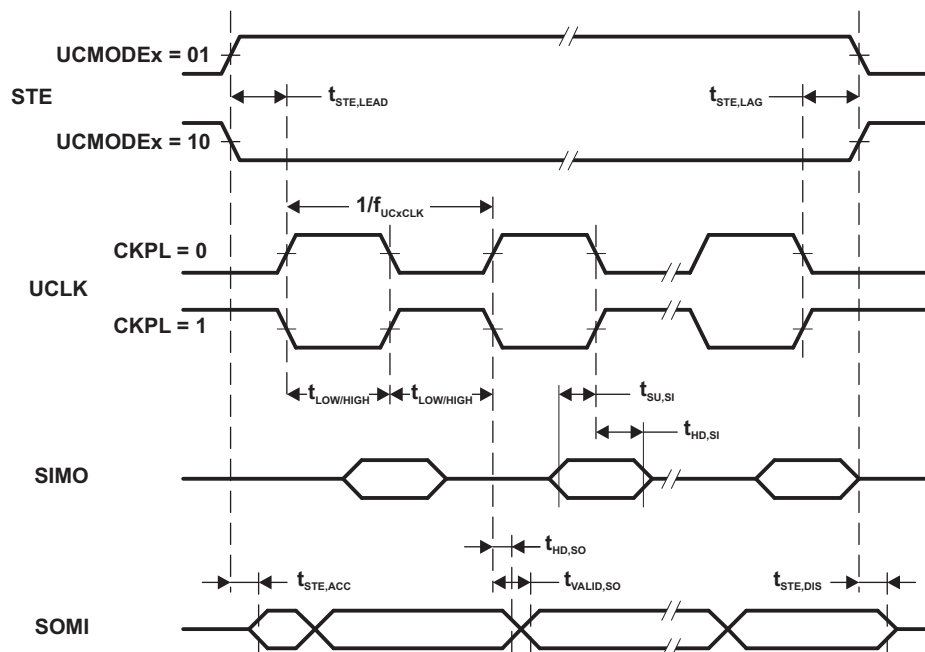 UCMODEx = 01
STE
tSTE,LEAD
tSTE,LAG
UCMODEx = 10
1/fUCxCLK
CKPL = 0
UCLK
CKPL = 1
tLOW/HIGH
tLOW/HIGH
tSU,SI
tHD,SI
SIMO
tHD,SO
tSTE,ACC
tVALID,SO
tSTE,DIS
SOMI